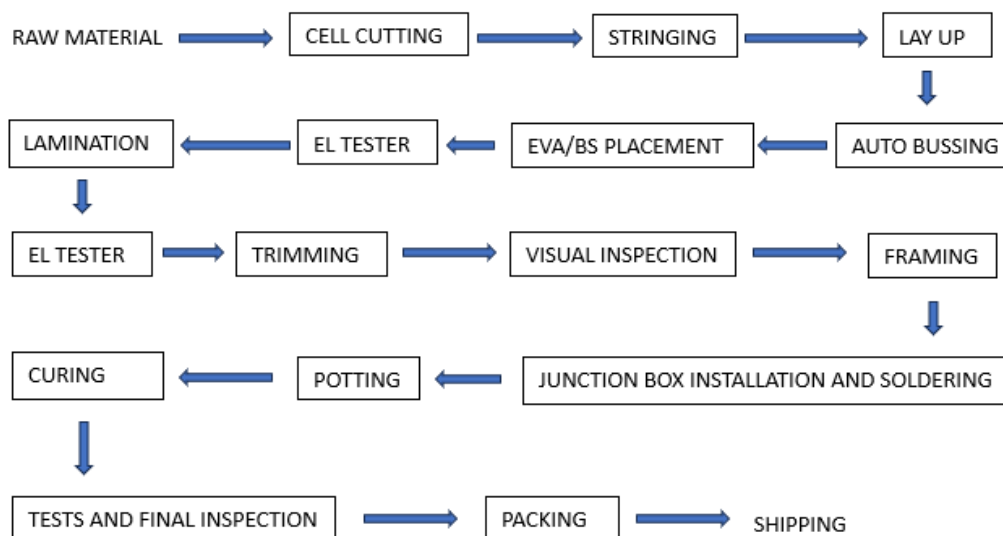 RAW MATERIAL
CELL CUTTING
STRINGING
LAY UP
AUTO BUSSING
EVA/BS PLACEMENT
EL TESTER
LAMINATION
EL TESTER
TRIMMING
VISUAL INSPECTION
FRAMING
JUNCTION BOX INSTALLATION AND SOLDERING
POTTING
CURING
TESTS AND FINAL INSPECTION
PACKING
SHIPPING